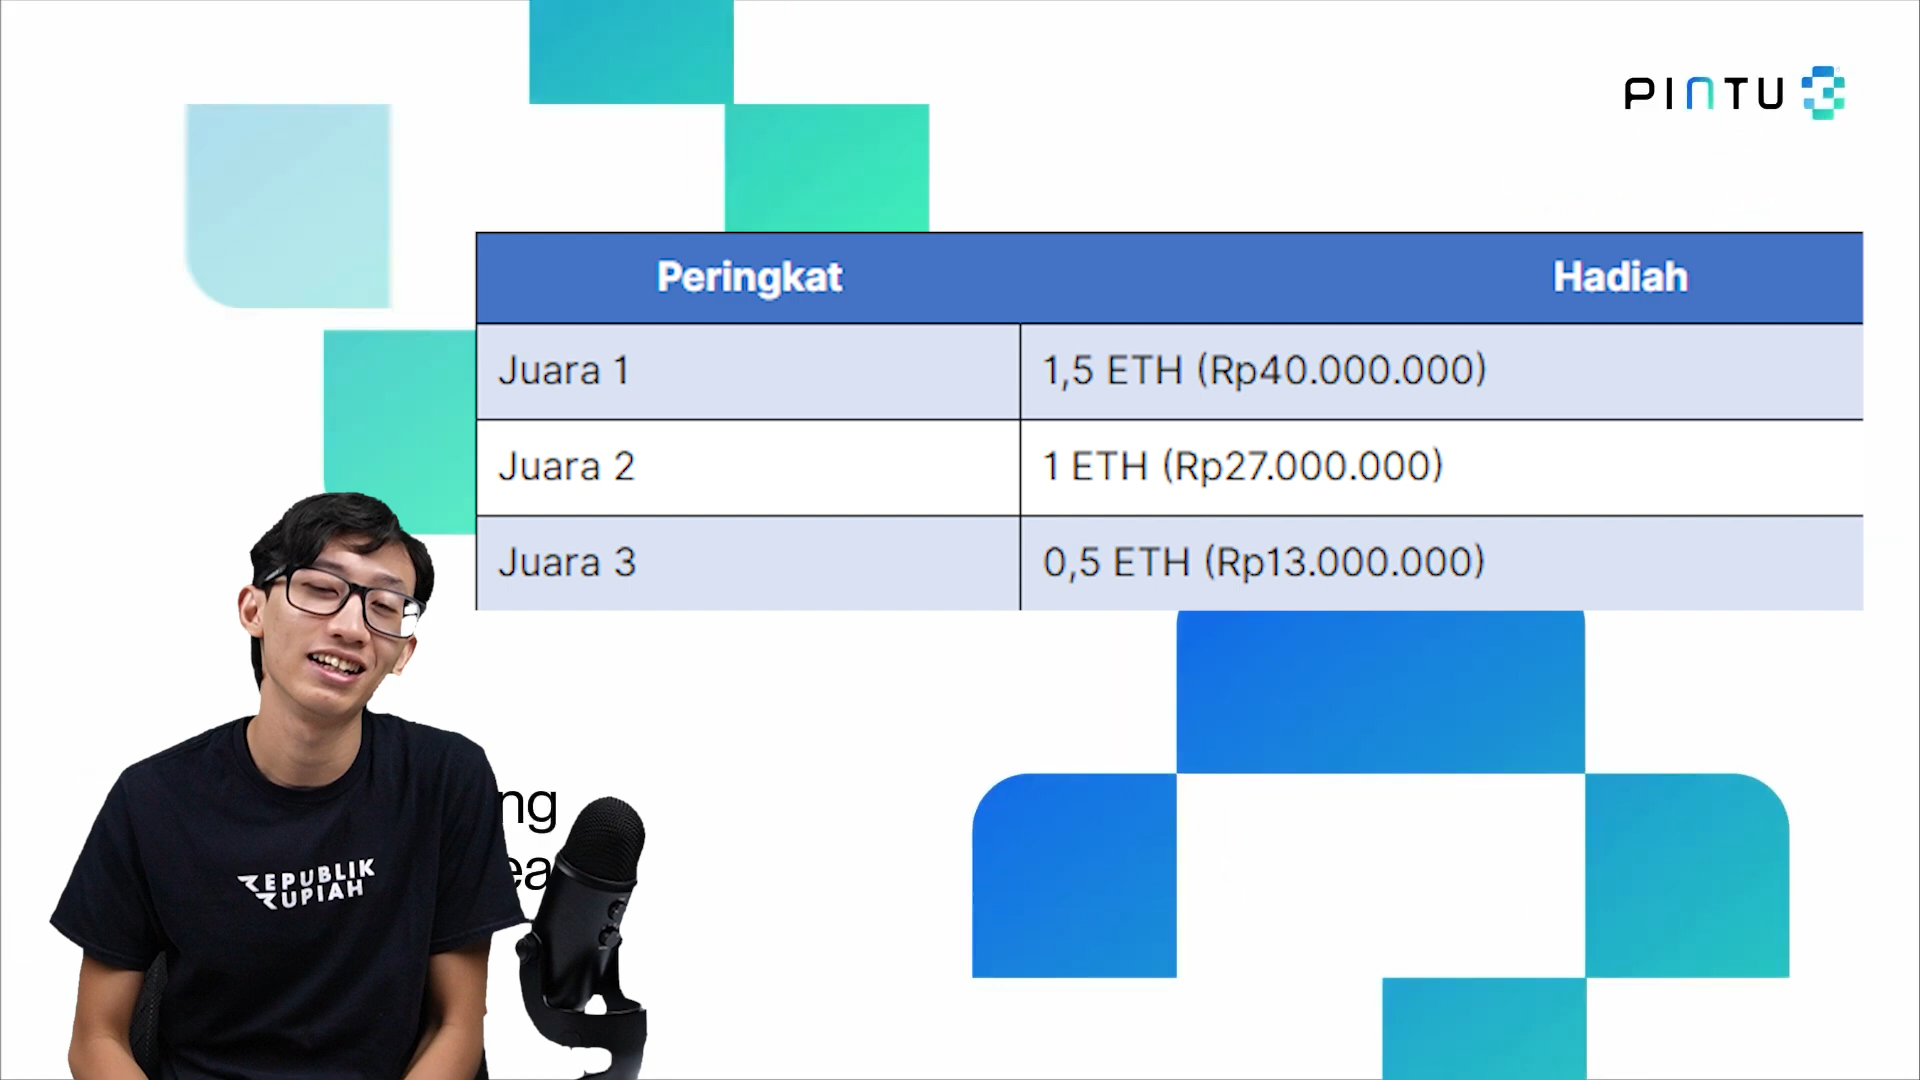 PINTU
Peringkat Hadiah
Juara 1 1,5 ETH (Rp40.000.000)
Juara 2 1 ETH (Rp27.000.000)
Juara 3 0,5 ETH (Rp13.000.000)
REPUBLIK
RUPIAH